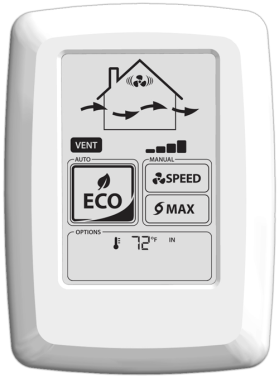 VENT
AUTO
MANUAL
ECO
SPEED
MAX
OPTIONS
72°F IN